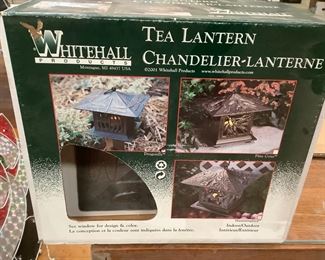 WHITEHALL
PRODUCTS
Montague, MI 49437 USA
TEA LANTERN
CHANDELIER-LANTERNE
©2001 Whitehall Products www.whitehallproducts.com
Pine Cone
See window for design & color.
La conception et la couleur sont indiquées dans la fenêtre.
Indoor/Outdoor
Intérieur/Extérieur